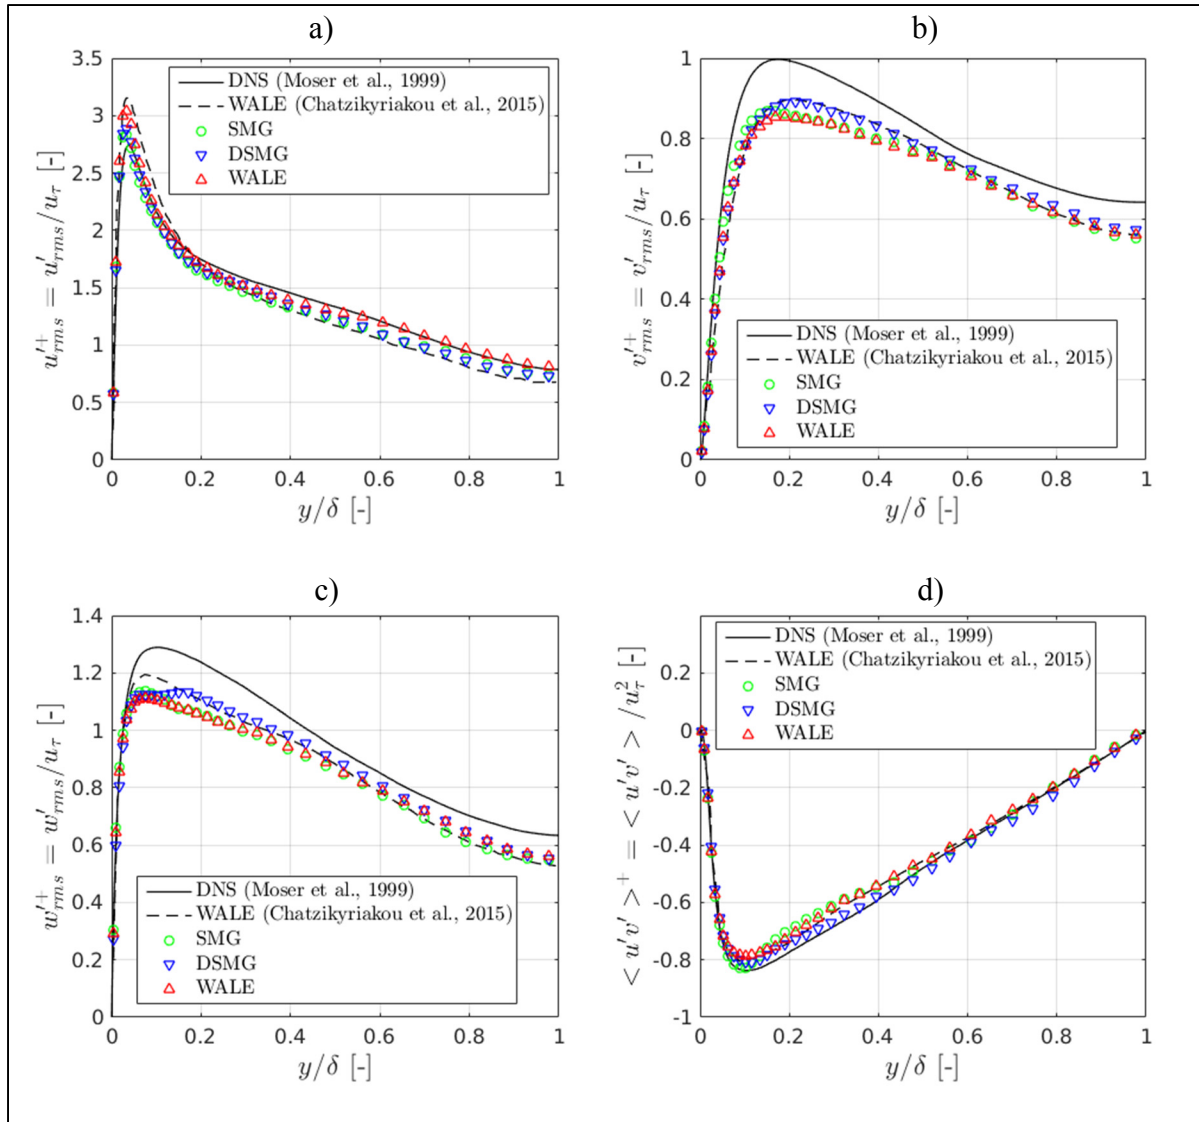 a)
3.5
3
2.5
2
1.5
1
0.5
0
0
0.2
0.4
0.6
0.8
1
u'+rms = u'rms/uτ [-]
y/δ [-]
DNS (Moser et al., 1999)
WALE (Chatzikyriakou et al., 2015)
SMG
DSMG
WALE
b)
1
0.8
0.6
0.4
0.2
0
0
0.2
0.4
0.6
0.8
1
v'+rms = v'rms/uτ [-]
y/δ [-]
DNS (Moser et al., 1999)
WALE (Chatzikyriakou et al., 2015)
SMG
DSMG
WALE
c)
1.4
1.2
1
0.8
0.6
0.4
0.2
0
0
0.2
0.4
0.6
0.8
1
w'+rms = w'rms/uτ [-]
y/δ [-]
DNS (Moser et al., 1999)
WALE (Chatzikyriakou et al., 2015)
SMG
DSMG
WALE
d)
0.2
0
-0.2
-0.4
-0.6
-0.8
-1
0
0.2
0.4
0.6
0.8
1
< u'v' >+ = < u'v' > /u2τ [-]
y/δ [-]
DNS (Moser et al., 1999)
WALE (Chatzikyriakou et al., 2015)
SMG
DSMG
WALE